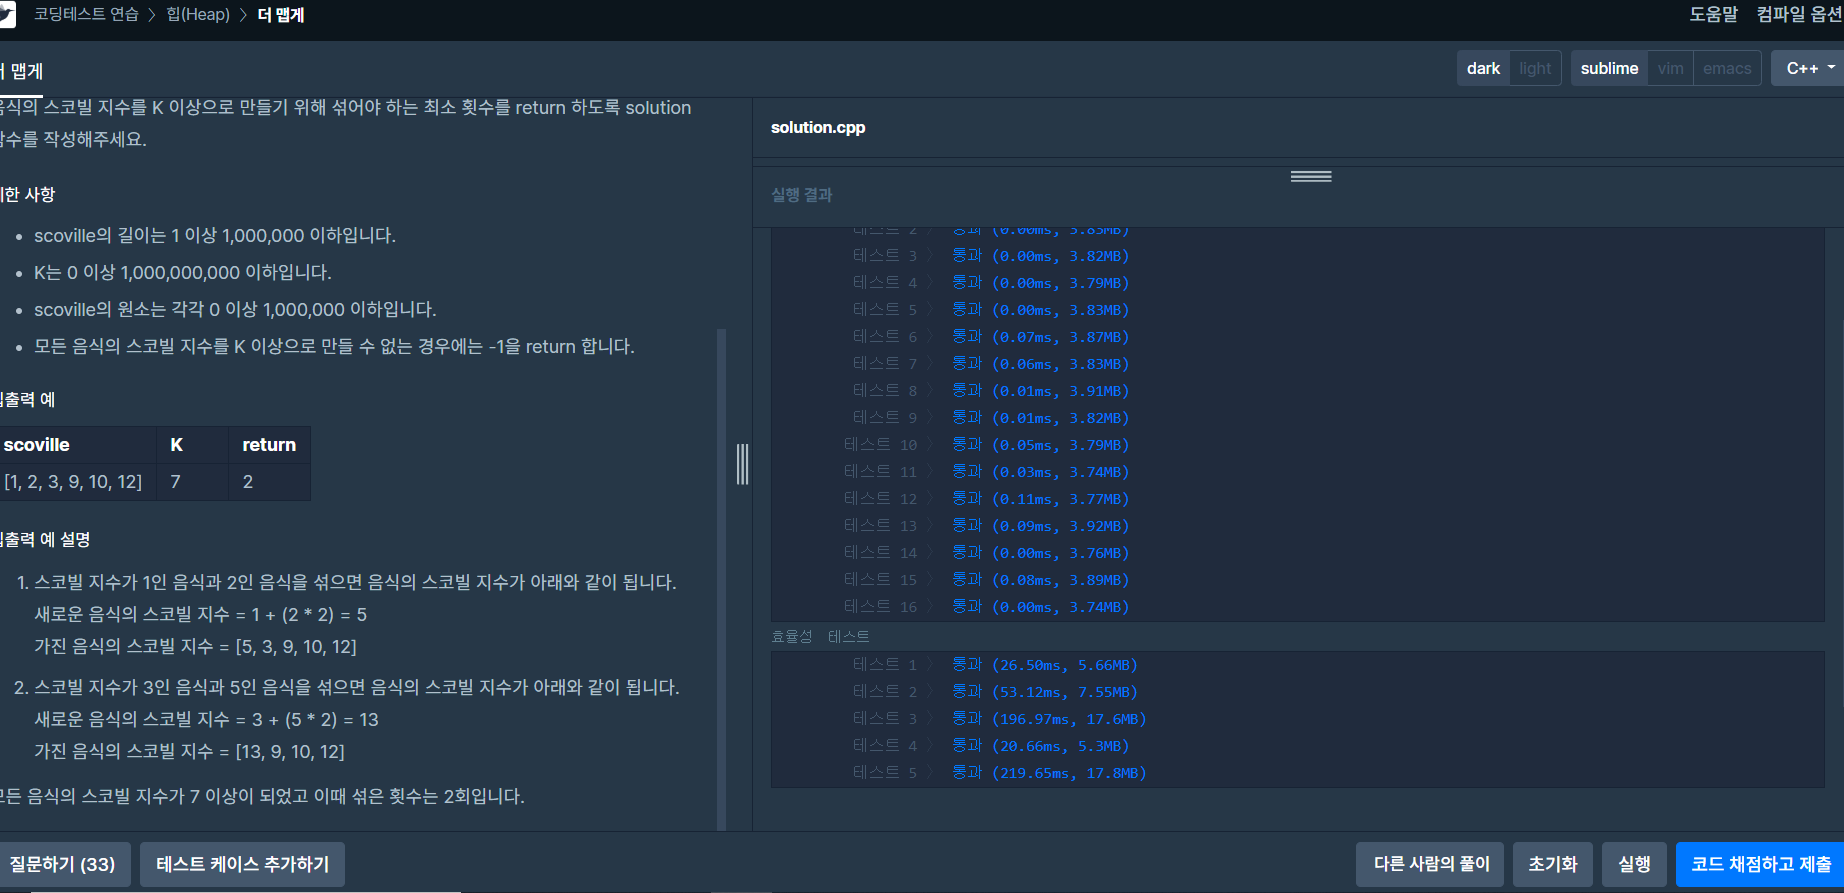 코딩테스트 연습 > 힙(Heap) > 더 맵게
도움말 컴파일 옵션
맵게
dark light sublime vim emacs C++
음식의 스코빌 지수를 K 이상으로 만들기 위해 섞어야 하는 최소 횟수를 return 하도록 solution
함수를 작성해주세요.
제한 사항
• scoville의 길이는 1 이상 1,000,000 이하입니다.
• K는 0 이상 1,000,000,000 이하입니다.
• scoville의 원소는 각각 0 이상 1,000,000 이하입니다.
• 모든 음식의 스코빌 지수를 K 이상으로 만들 수 없는 경우에는 -1을 return 합니다.
입출력 예
scoville K return
[1, 2, 3, 9, 10, 12] 7 2
입출력 예 설명
1. 스코빌 지수가 1인 음식과 2인 음식을 섞으면 음식의 스코빌 지수가 아래와 같이 됩니다.
새로운 음식의 스코빌 지수 = 1 + (2 * 2) = 5
가진 음식의 스코빌 지수 = [5, 3, 9, 10, 12]
2. 스코빌 지수가 3인 음식과 5인 음식을 섞으면 음식의 스코빌 지수가 아래와 같이 됩니다.
새로운 음식의 스코빌 지수 = 3 + (5 * 2) = 13
가진 음식의 스코빌 지수 = [13, 9, 10, 12]
모든 음식의 스코빌 지수가 7 이상이 되었고 이때 섞은 횟수는 2회입니다.
solution.cpp
실행 결과
테스트 2 > 통과 (0.00ms, 3.83MB)
테스트 3 > 통과 (0.00ms, 3.82MB)
테스트 4 > 통과 (0.00ms, 3.79MB)
테스트 5 > 통과 (0.00ms, 3.83MB)
테스트 6 > 통과 (0.07ms, 3.87MB)
테스트 7 > 통과 (0.06ms, 3.83MB)
테스트 8 > 통과 (0.01ms, 3.91MB)
테스트 9 > 통과 (0.01ms, 3.82MB)
테스트 10 > 통과 (0.05ms, 3.79MB)
테스트 11 > 통과 (0.03ms, 3.74MB)
테스트 12 > 통과 (0.11ms, 3.77MB)
테스트 13 > 통과 (0.09ms, 3.92MB)
테스트 14 > 통과 (0.00ms, 3.76MB)
테스트 15 > 통과 (0.08ms, 3.89MB)
테스트 16 > 통과 (0.00ms, 3.74MB)
효율성 테스트
테스트 1 > 통과 (26.50ms, 5.66MB)
테스트 2 > 통과 (53.12ms, 7.55MB)
테스트 3 > 통과 (196.97ms, 17.6MB)
테스트 4 > 통과 (20.66ms, 5.3MB)
테스트 5 > 통과 (219.65ms, 17.8MB)
질문하기 (33) 테스트 케이스 추가하기 다른 사람의 풀이 초기화 실행 코드 채점하고 제출